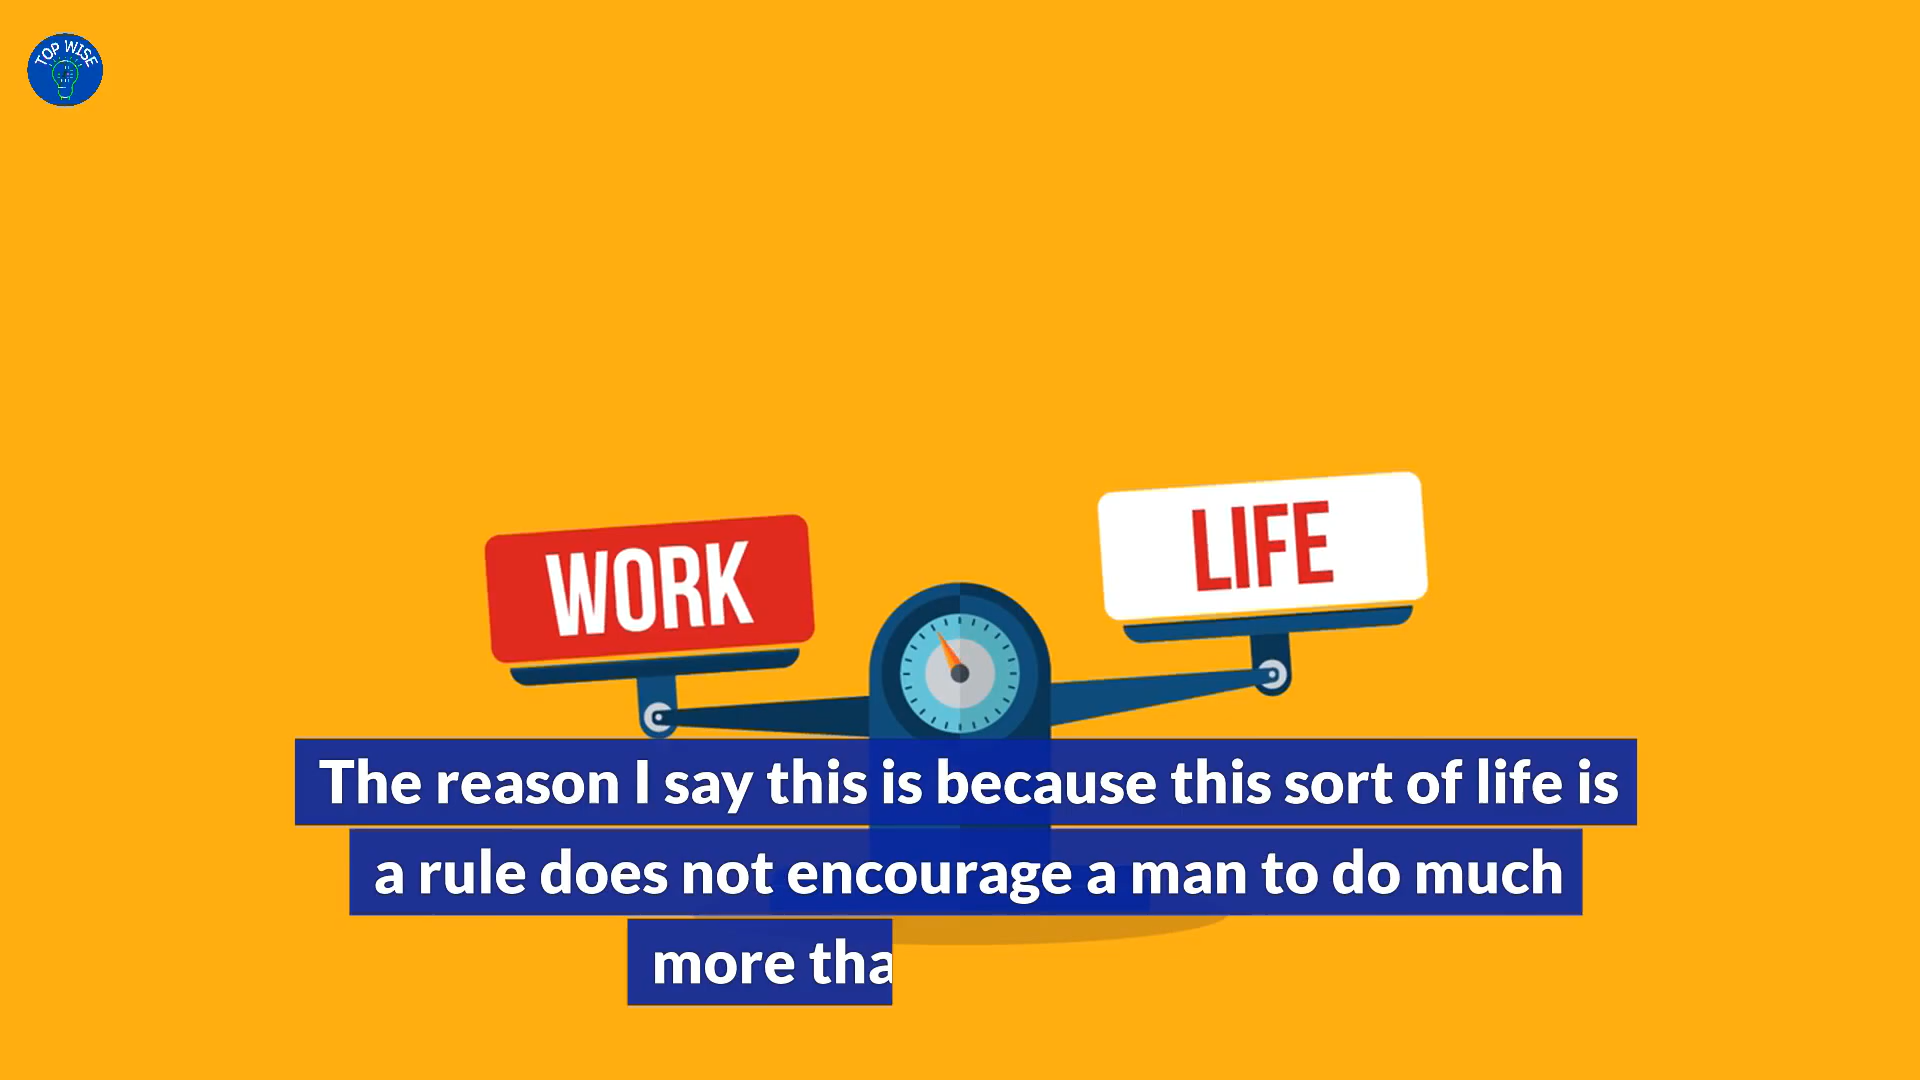 TOP WISE
WORK
LIFE
The reason I say this is because this sort of life is
a rule does not encourage a man to do much
more tha